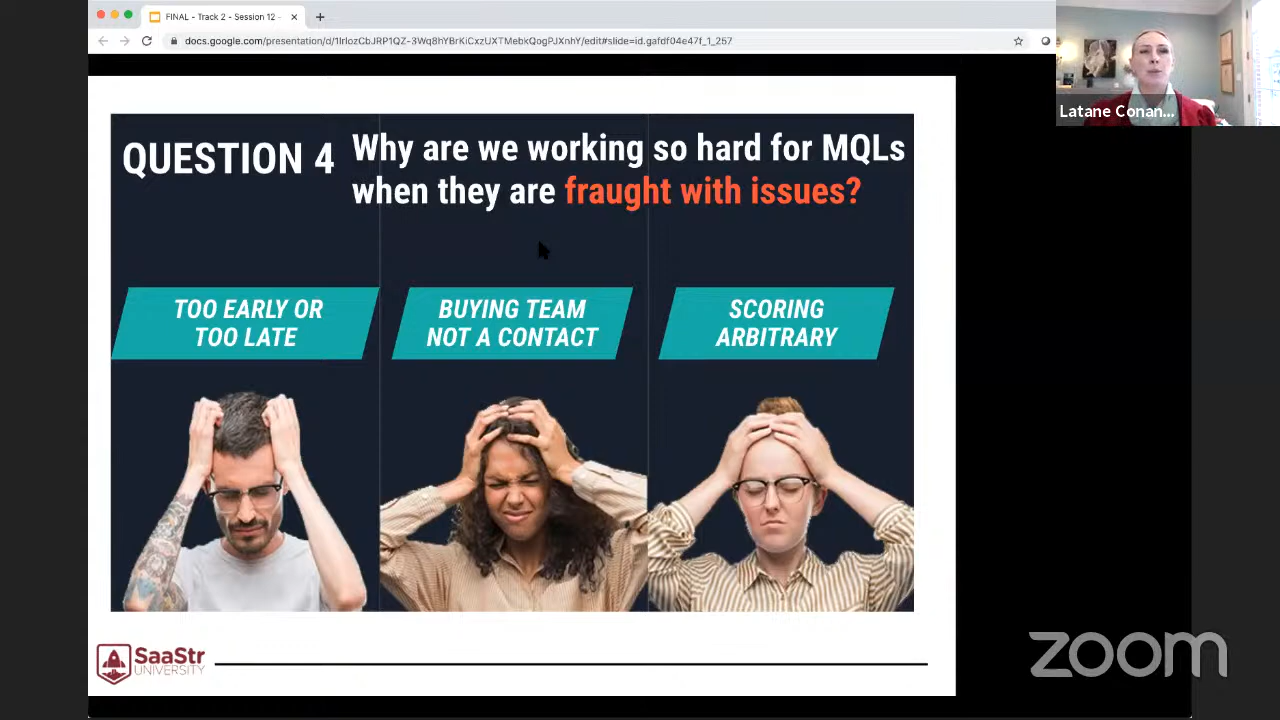 FINAL - Track 2 - Session 12 -
docs.google.com/presentation/d/1IrlozCbJRP1QZ-3Wq8hYBrKiCxzUXTMebkQogPJXnhY/edit#slide=id.gafdf04e47f_1_257
Latane Conan...
QUESTION 4
Why are we working so hard for MQLs
when they are fraught with issues?
TOO EARLY OR
TOO LATE
BUYING TEAM
NOT A CONTACT
SCORING
ARBITRARY
SaaStr
UNIVERSITY
zoom